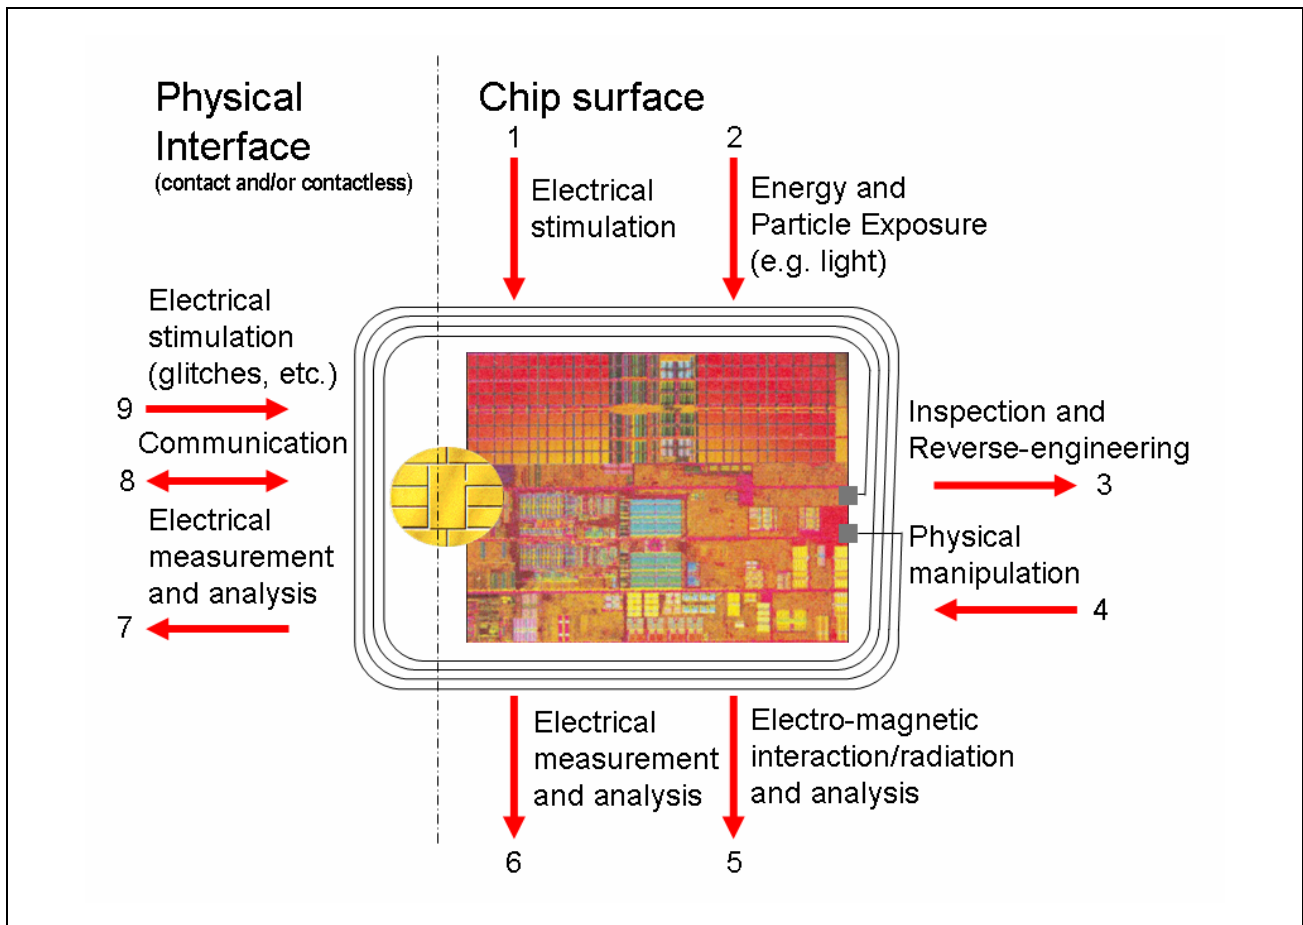 Physical
Interface
(contact and/or contactless)
Chip surface
1
Electrical
stimulation
2
Energy and
Particle Exposure
(e.g. light)
Electrical
stimulation
(glitches, etc.)
9
Communication
8
Electrical
measurement
and analysis
7
Inspection and
Reverse-engineering
3
Physical
manipulation
4
Electrical
measurement
and analysis
6
Electro-magnetic
interaction/radiation
and analysis
5